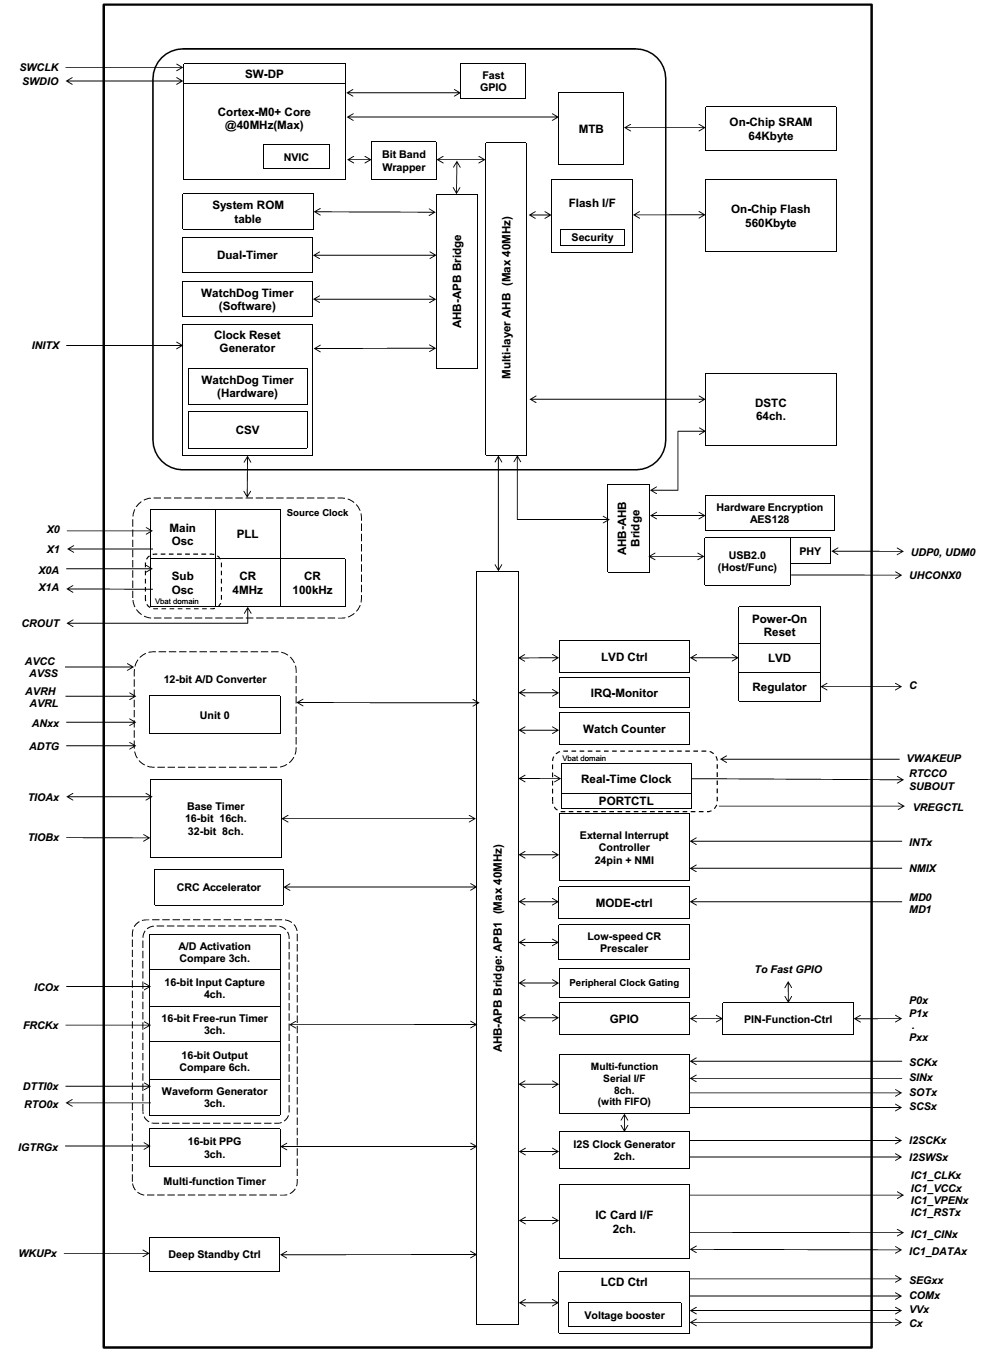 SWCLK
SWDIO
SW-DP
Cortex-M0+ Core
@40MHz(Max)
NVIC
Fast
GPIO
Bit Band
Wrapper
MTB
On-Chip SRAM
64Kbyte
System ROM
table
Dual-Timer
WatchDog Timer
(Software)
AHB-APB Bridge
Multi-layer AHB (Max 40MHz)
Flash I/F
Security
On-Chip Flash
560Kbyte
INITX
Clock Reset
Generator
WatchDog Timer
(Hardware)
CSV
DSTC
64ch.
AHB-AHB
Bridge
Hardware Encryption
AES128
USB2.0
(Host/Func)
PHY
UDP0, UDM0
UHCONX0
X0
X1
X0A
X1A
CROUT
Source Clock
Main
Osc
PLL
Sub
Osc
Vbat domain
CR
4MHz
CR
100kHz
AVCC
AVSS
AVRH
AVRL
ANxx
ADTG
12-bit A/D Converter
Unit 0
TIOAx
TIOBx
Base Timer
16-bit 16ch.
32-bit 8ch.
CRC Accelerator
ICOx
FRCKx
DTTI0x
RTO0x
IGTRGx
A/D Activation
Compare 3ch.
16-bit Input Capture
4ch.
16-bit Free-run Timer
3ch.
16-bit Output
Compare 6ch.
Waveform Generator
3ch.
16-bit PPG
3ch.
Multi-function Timer
WKUPx
Deep Standby Ctrl
AHB-APB Bridge: APB1 (Max 40MHz)
LVD Ctrl
Power-On
Reset
LVD
Regulator
C
IRQ-Monitor
Watch Counter
Vbat domain
Real-Time Clock
PORTCTL
VWAKEUP
RTCCO
SUBOUT
VREGCTL
External Interrupt
Controller
24pin + NMI
INTx
NMIX
MODE-ctrl
MD0
MD1
Low-speed CR
Prescaler
Peripheral Clock Gating
To Fast GPIO
GPIO
PIN-Function-Ctrl
P0x
P1x
.
Pxx
Multi-function
Serial I/F
8ch.
(with FIFO)
SCKx
SINx
SOTx
SCSx
I2S Clock Generator
2ch.
I2SCKx
I2SWSx
IC Card I/F
2ch.
IC1_CLKx
IC1_VCCx
IC1_VPENx
IC1_RSTx
IC1_CINx
IC1_DATAx
LCD Ctrl
Voltage booster
SEGxx
COMx
VVx
Cx